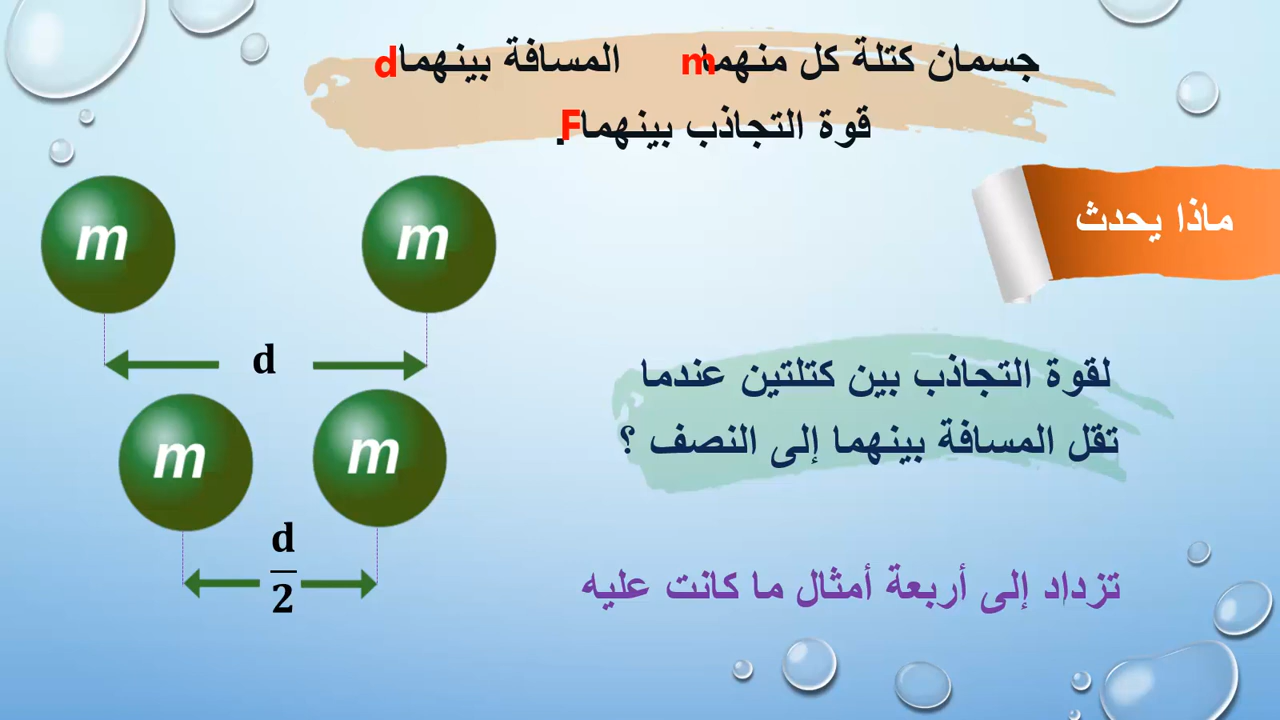 جسمان كتلة كل منهما m المسافة بينهما d
قوة التجاذب بينهما F.
ماذا يحدث
m
m
d
لقوة التجاذب بين كتلتين عندما
تقل المسافة بينهما إلى النصف ؟
m
m
d
2
تزداد إلى أربعة أمثال ما كانت عليه